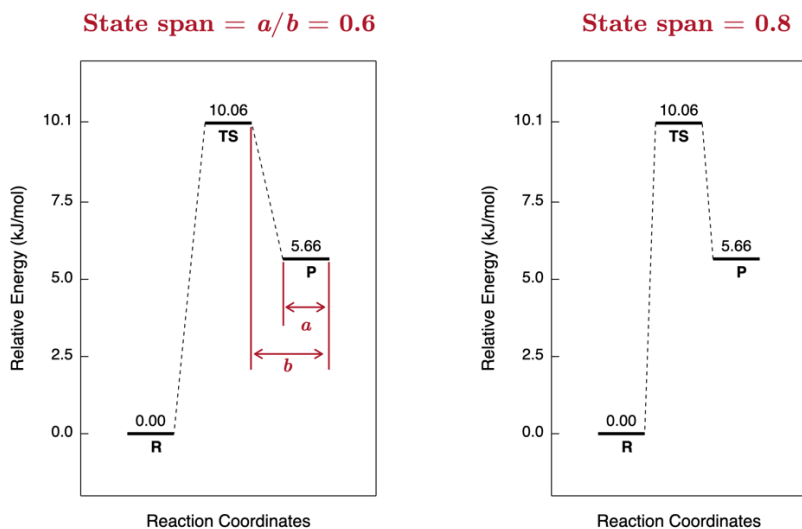 State span = a/b = 0.6
10.1
7.5
5.0
2.5
0.0
Relative Energy (kJ/mol)
10.06
TS
5.66
P
a
b
0.00
R
Reaction Coordinates
State span = 0.8
10.1
7.5
5.0
2.5
0.0
Relative Energy (kJ/mol)
10.06
TS
5.66
P
0.00
R
Reaction Coordinates